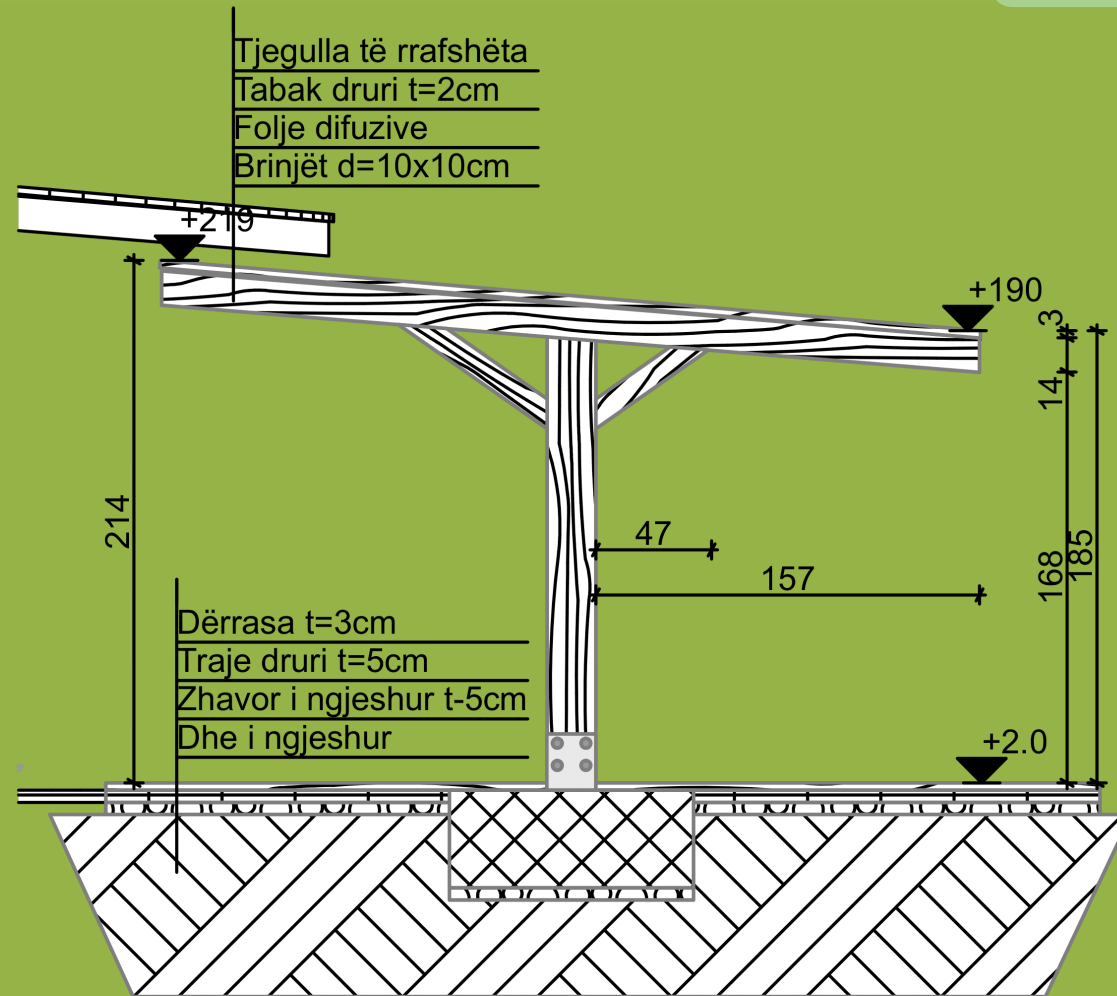 Tjegulla të rrafshëta
Tabak druri t=2cm
Folje difuzive
Brinjët d=10x10cm
+219
+190
3
14
214
47
157
168
185
Dërrasa t=3cm
Traje druri t=5cm
Zhavor i ngjeshur t-5cm
Dhe i ngjeshur
+2.0